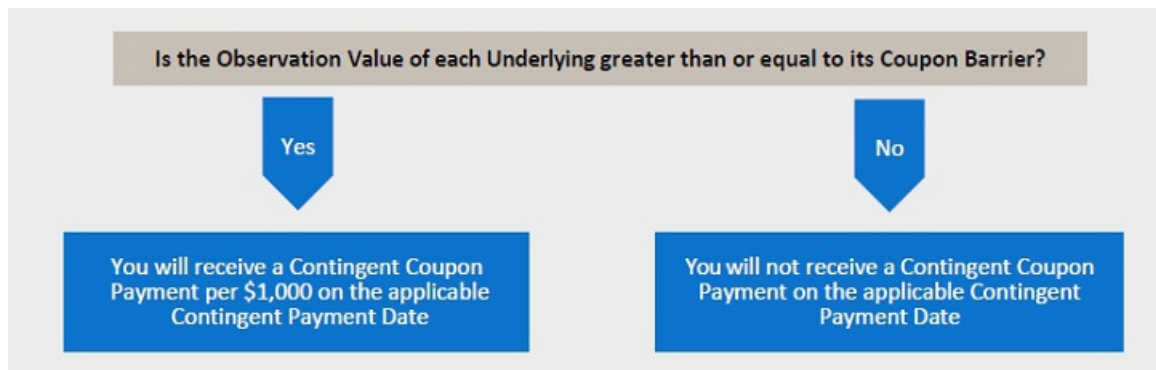 Is the Observation Value of each Underlying greater than or equal to its Coupon Barrier?
Yes
No
You will receive a Contingent Coupon
Payment per $1,000 on the applicable
Contingent Payment Date
You will not receive a Contingent Coupon
Payment on the applicable Contingent
Payment Date